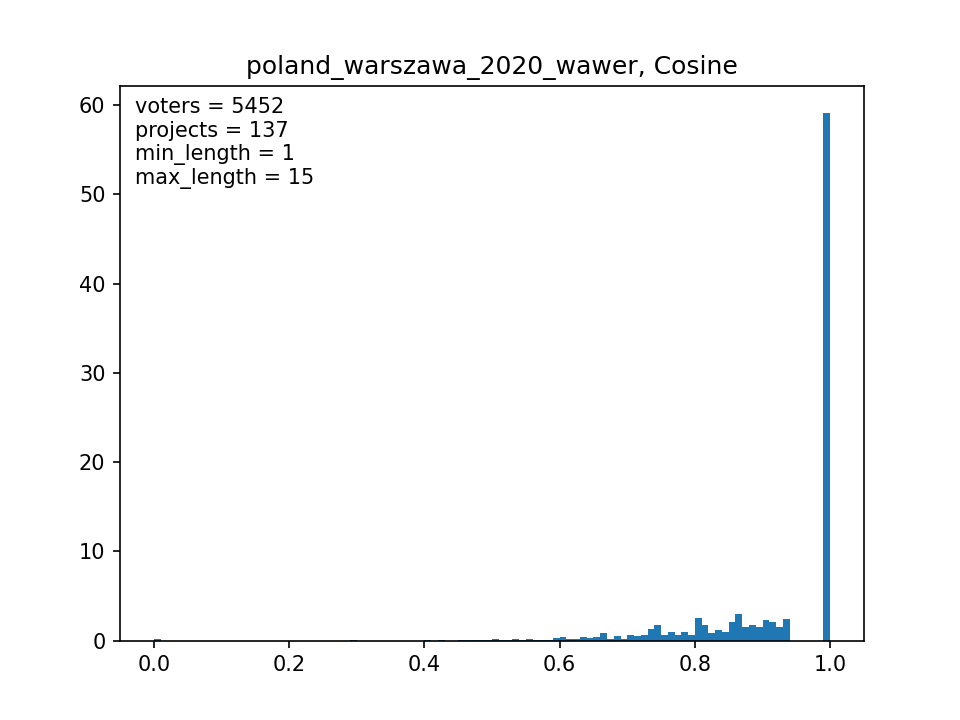 poland_warszawa_2020_wawer, Cosine
voters = 5452
projects = 137
min_length = 1
max_length = 15
60
50
40
30
20
10
0
0.0 0.2 0.4 0.6 0.8 1.0